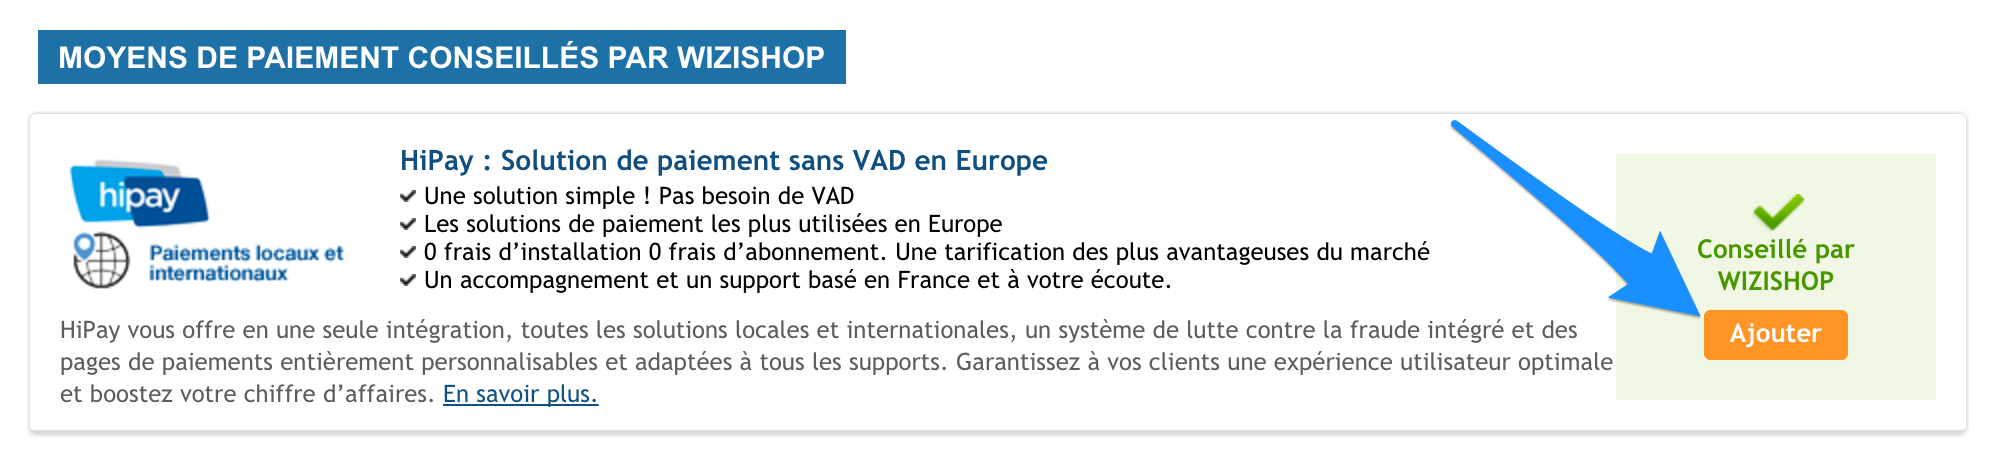 MOYENS DE PAIEMENT CONSEILLÉS PAR WIZISHOP
hipay
Paiements locaux et
internationaux
HiPay : Solution de paiement sans VAD en Europe
Une solution simple ! Pas besoin de VAD
Les solutions de paiement les plus utilisées en Europe
0 frais d’installation 0 frais d’abonnement. Une tarification des plus avantageuses du marché
Un accompagnement et un support basé en France et à votre écoute.
HiPay vous offre en une seule intégration, toutes les solutions locales et internationales, un système de lutte contre la fraude intégré et des
pages de paiements entièrement personnalisables et adaptées à tous les supports. Garantissez à vos clients une expérience utilisateur optimale
et boostez votre chiffre d’affaires. En savoir plus.
Conseillé par
WIZISHOP
Ajouter